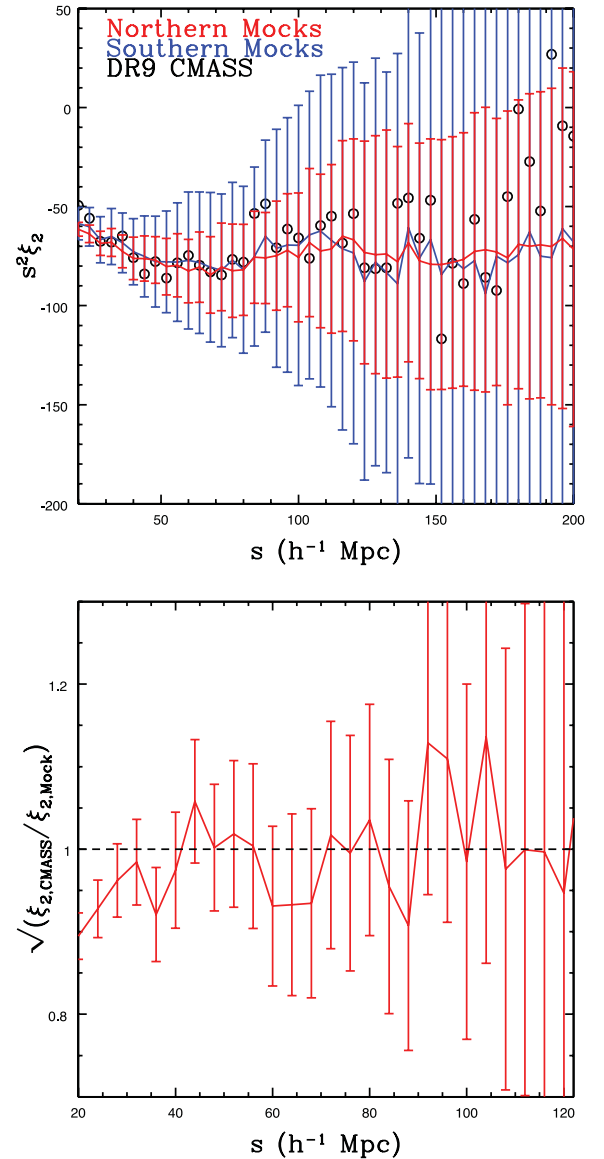 50
Northern Mocks
Southern Mocks
DR9 CMASS
0
-50
s²ξ₂
-100
-150
-200
50 100 150 200
s (h⁻¹ Mpc)
1.2
√(ξ₂,CMASS/ξ₂,Mock)
1
0.8
20 40 60 80 100 120
s (h⁻¹ Mpc)